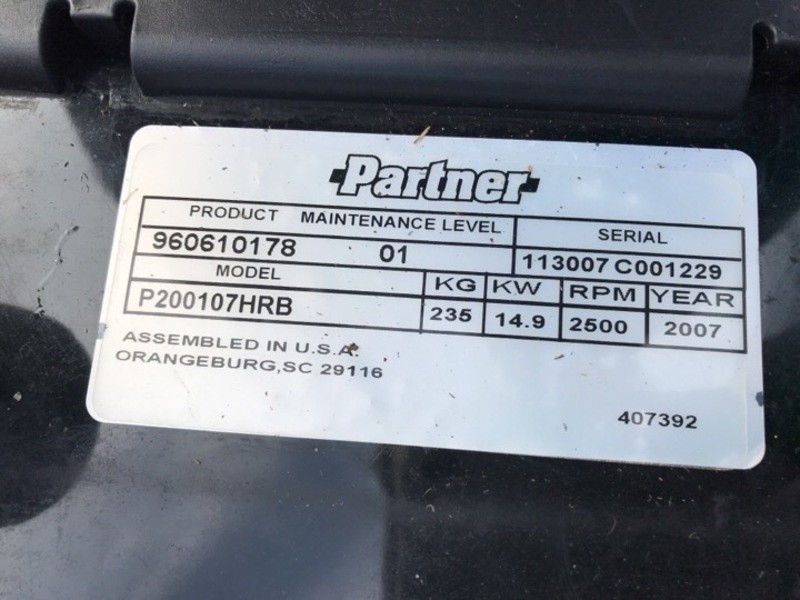 Partner
PRODUCT MAINTENANCE LEVEL SERIAL
960610178 01 113007 C001229
MODEL KG KW RPM YEAR
P200107HRB 235 14.9 2500 2007
ASSEMBLED IN U.S.A.
ORANGEBURG,SC 29116
407392